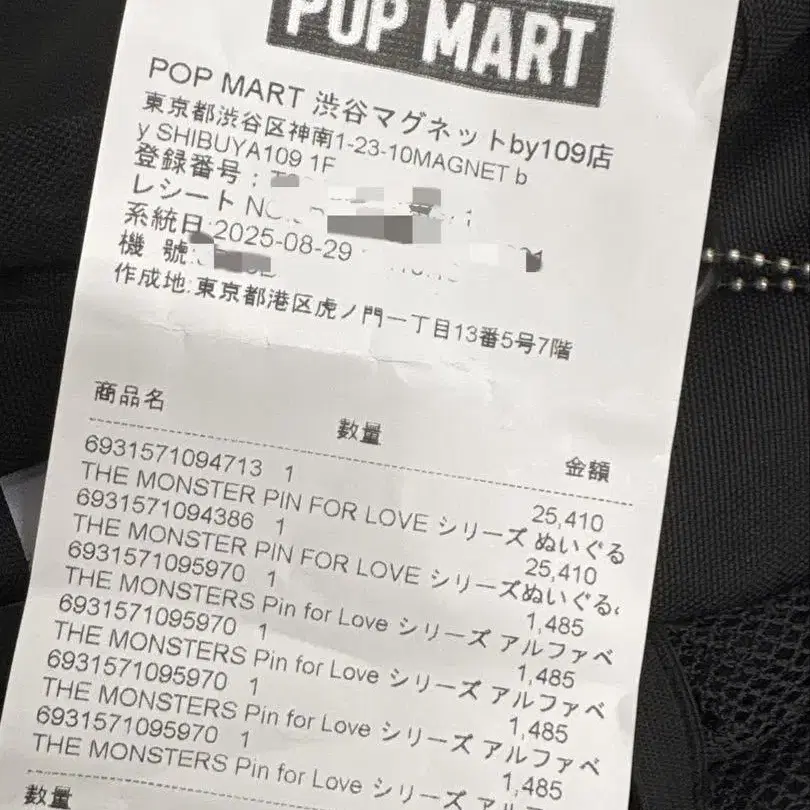 POP MART
POP MART 渋谷マグネットby109店
東京都渋谷区神南1-23-10MAGNET b
y SHIBUYA109 1F
登録番号:
レシート
系統日:2025-08-29
機 號:
作成地:東京都港区虎ノ門一丁目13番5号7階
商品名 数量 金額
6931571094713 1 25,410
THE MONSTER PIN FOR LOVE シリーズ ぬいぐる
6931571094386 1 25,410
THE MONSTER PIN FOR LOVE シリーズぬいぐる
6931571095970 1 1,485
THE MONSTERS Pin for Love シリーズ アルファベ
6931571095970 1 1,485
THE MONSTERS Pin for Love シリーズ アルファベ
6931571095970 1 1,485
THE MONSTERS Pin for Love シリーズ アルファベ
6931571095970 1 1,485
THE MONSTERS Pin for Love シリーズ
数量